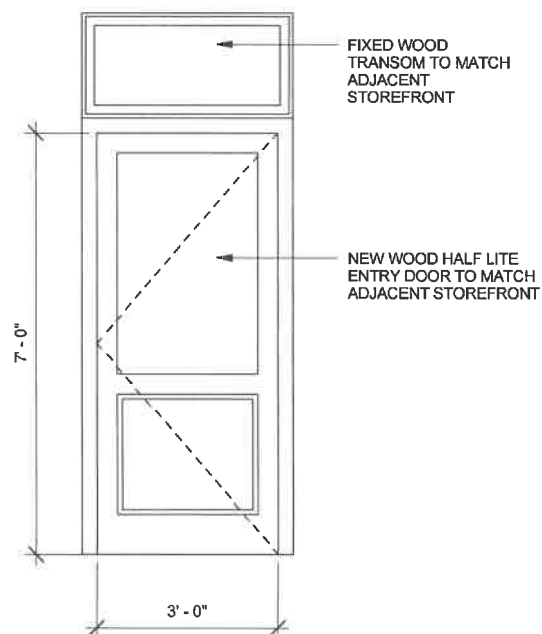 FIXED WOOD
TRANSOM TO MATCH
ADJACENT
STOREFRONT
NEW WOOD HALF LITE
ENTRY DOOR TO MATCH
ADJACENT STOREFRONT
7' - 0"
3' - 0"